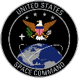 UNITED STATES
SPACE COMMAND